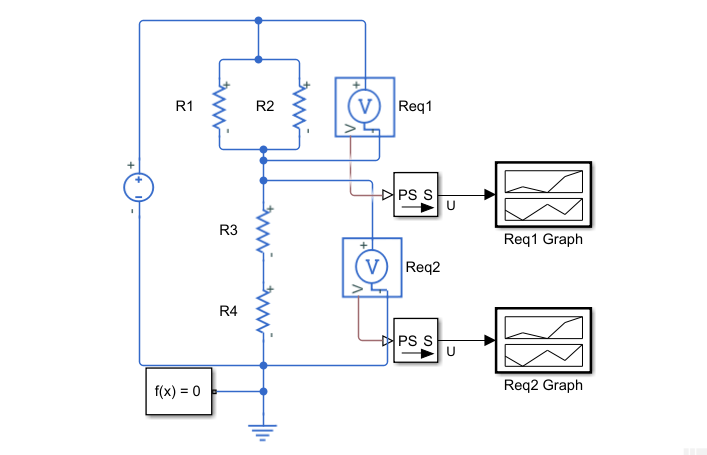 R1
R2
Req1
V
PS S
U
Req1 Graph
R3
V
Req2
R4
PS S
U
Req2 Graph
f(x) = 0